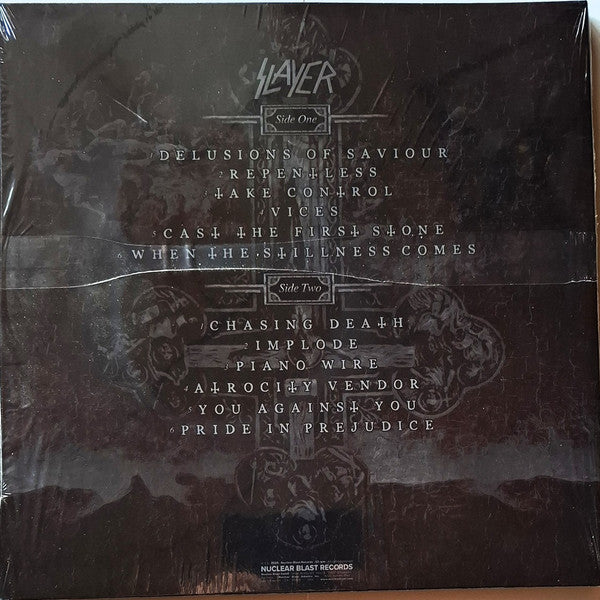 SLAYER
Side One
1 DELUSIONS OF SAVIOUR
2 REPENTLESS
3 TAKE CONTROL
4 VICES
5 CAST THE FIRST STONE
6 WHEN THE STILLNESS COMES
Side Two
1 CHASING DEATH
2 IMPLODE
3 PIANO WIRE
4 ATROCITY VENDOR
5 YOU AGAINST YOU
6 PRIDE IN PREJUDICE
NUCLEAR BLAST RECORDS